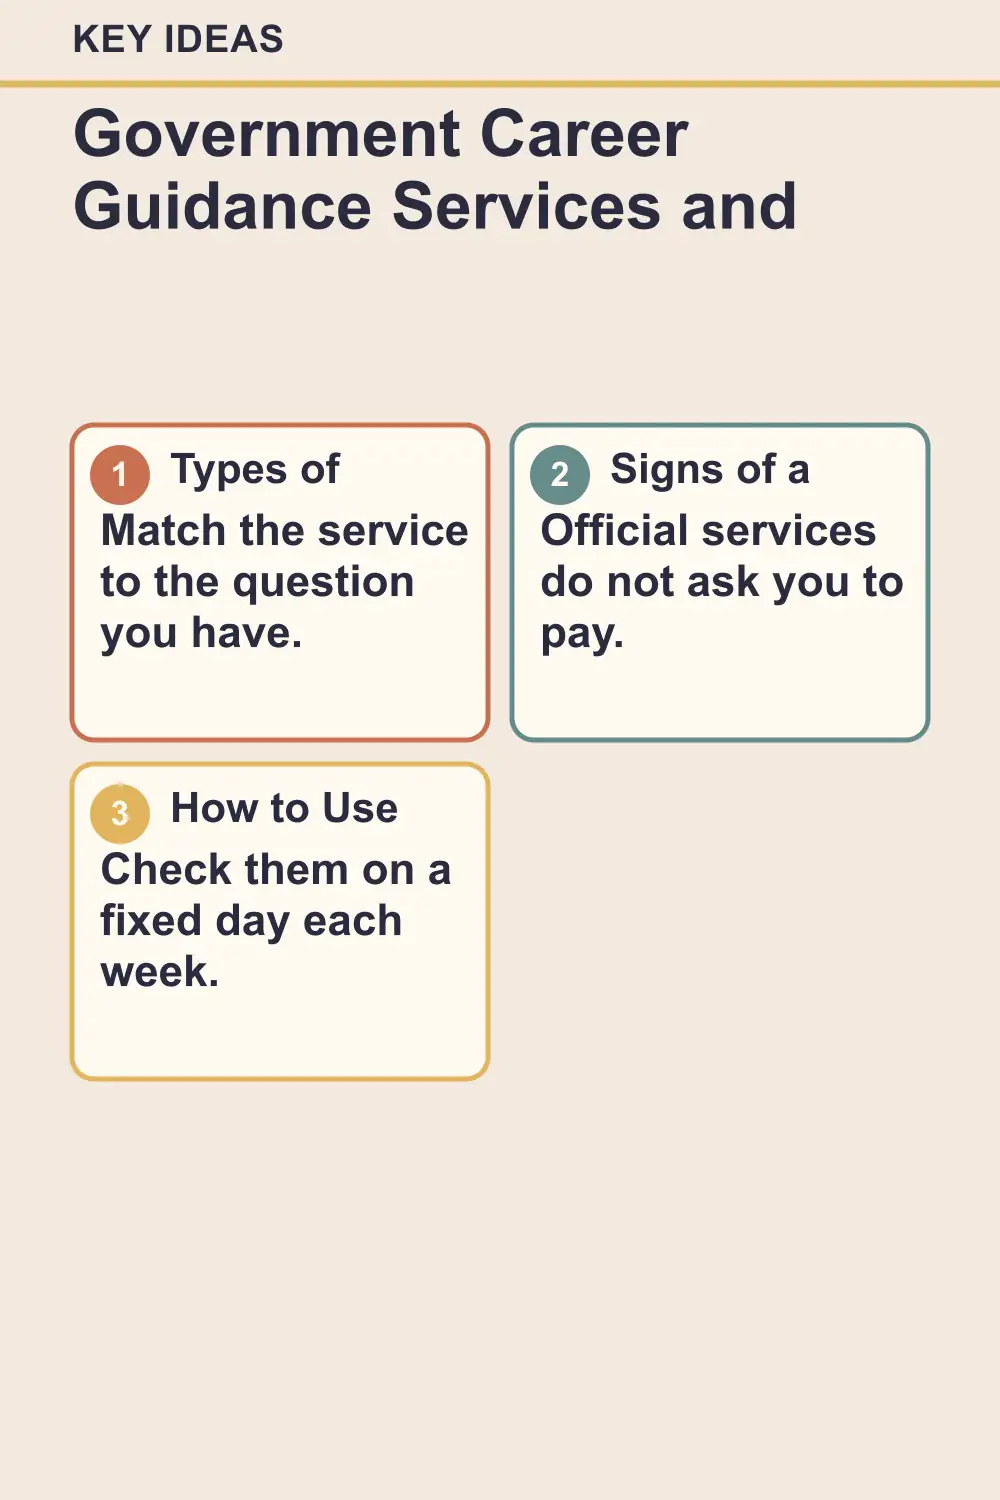 KEY IDEAS
Government Career
Guidance Services and
1 Types of
Match the service
to the question
you have.
2 Signs of a
Official services
do not ask you to
pay.
3 How to Use
Check them on a
fixed day each
week.